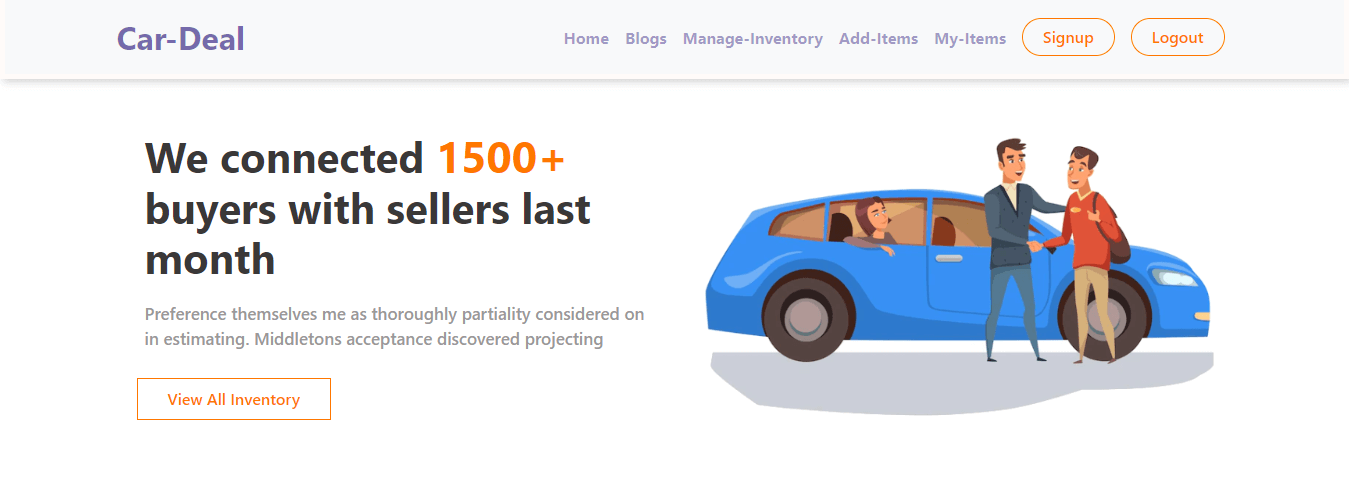 Car-Deal
Home Blogs Manage-Inventory Add-Items My-Items Signup Logout
We connected 1500+
buyers with sellers last
month
Preference themselves me as thoroughly partiality considered on
in estimating. Middletons acceptance discovered projecting
View All Inventory